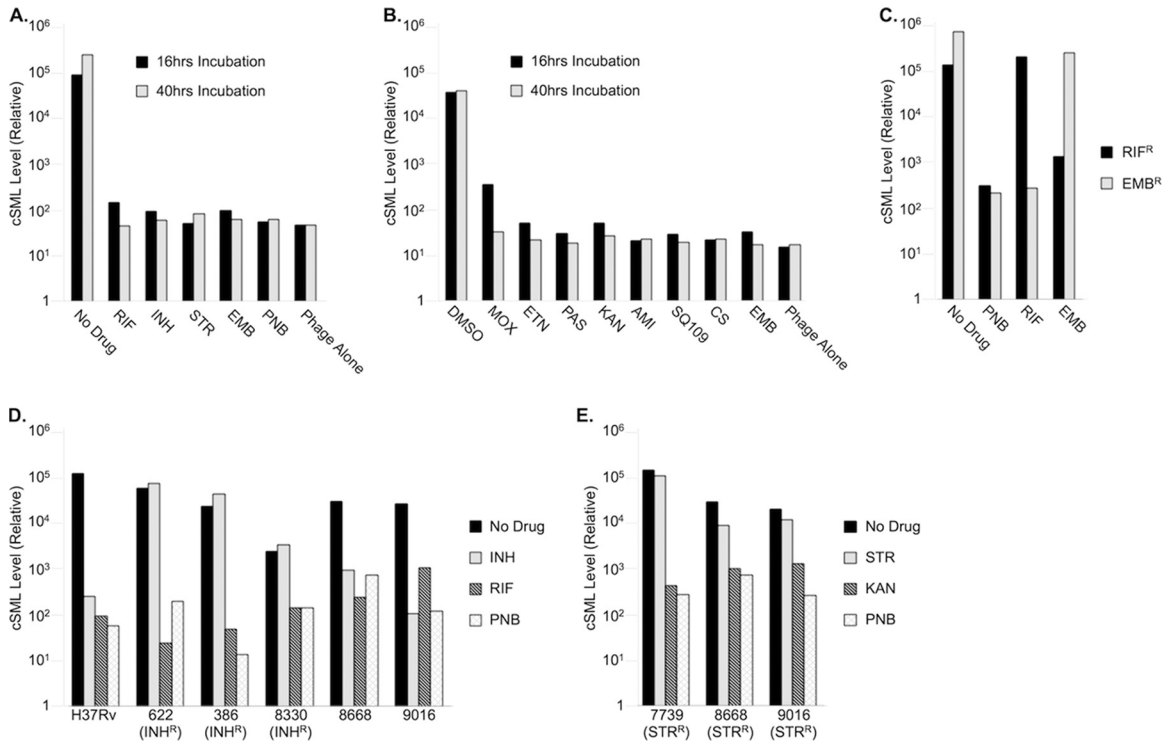 A.
cSML Level (Relative)
10⁶
10⁵
10⁴
10³
10²
10¹
1
16hrs Incubation
40hrs Incubation
No Drug
RIF
INH
STR
EMB
PNB
Phage Alone
B.
cSML Level (Relative)
10⁶
10⁵
10⁴
10³
10²
10¹
1
16hrs Incubation
40hrs Incubation
DMSO
MOX
ETN
PAS
KAN
AMI
SQ109
CS
EMB
Phage Alone
C.
cSML Level (Relative)
10⁶
10⁵
10⁴
10³
10²
10¹
1
RIFᴿ
EMBᴿ
No Drug
PNB
RIF
EMB
D.
cSML Level (Relative)
10⁶
10⁵
10⁴
10³
10²
10¹
1
No Drug
INH
RIF
PNB
H37Rv
622
(INHᴿ)
386
(INHᴿ)
8330
(INHᴿ)
8668
9016
E.
cSML Level (Relative)
10⁶
10⁵
10⁴
10³
10²
10¹
1
No Drug
STR
KAN
PNB
7739
(STRᴿ)
8668
(STRᴿ)
9016
(STRᴿ)